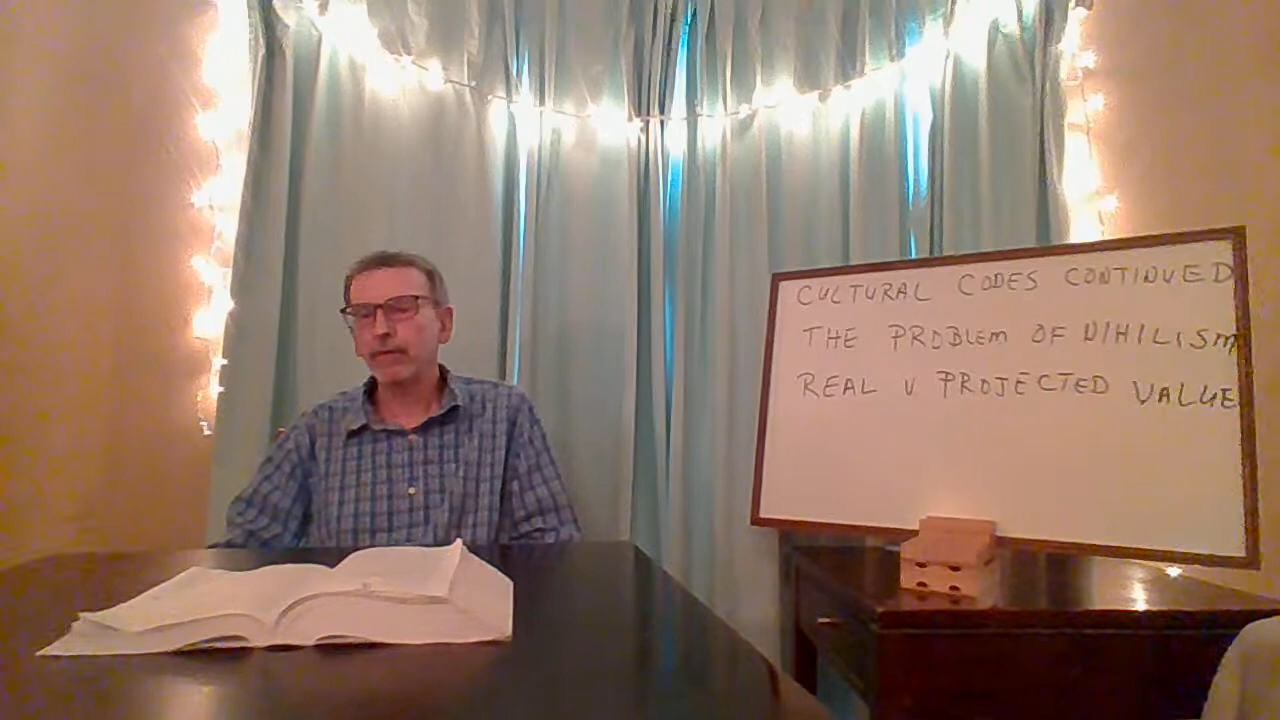 CULTURAL CODES CONTINUED
THE PROBLEM OF NIHILISM
REAL V PROJECTED VALUE